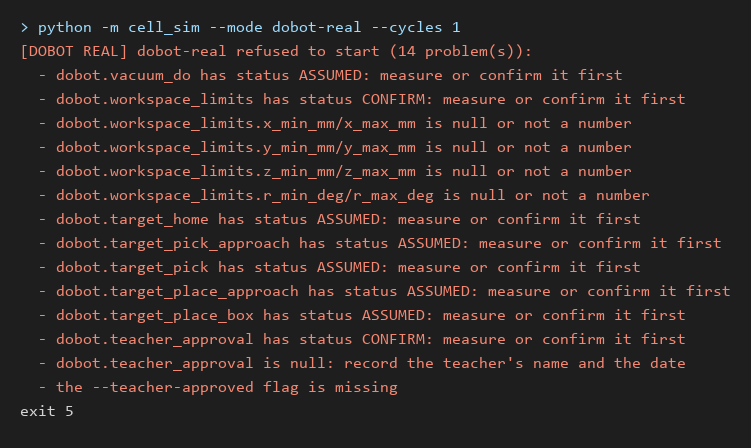 > python -m cell_sim --mode dobot-real --cycles 1
[DOBOT REAL] dobot-real refused to start (14 problem(s)):
- dobot.vacuum_do has status ASSUMED: measure or confirm it first
- dobot.workspace_limits has status CONFIRM: measure or confirm it first
- dobot.workspace_limits.x_min_mm/x_max_mm is null or not a number
- dobot.workspace_limits.y_min_mm/y_max_mm is null or not a number
- dobot.workspace_limits.z_min_mm/z_max_mm is null or not a number
- dobot.workspace_limits.r_min_deg/r_max_deg is null or not a number
- dobot.target_home has status ASSUMED: measure or confirm it first
- dobot.target_pick_approach has status ASSUMED: measure or confirm it first
- dobot.target_pick has status ASSUMED: measure or confirm it first
- dobot.target_place_approach has status ASSUMED: measure or confirm it first
- dobot.target_place_box has status ASSUMED: measure or confirm it first
- dobot.teacher_approval has status CONFIRM: measure or confirm it first
- dobot.teacher_approval is null: record the teacher's name and the date
- the --teacher-approved flag is missing
exit 5